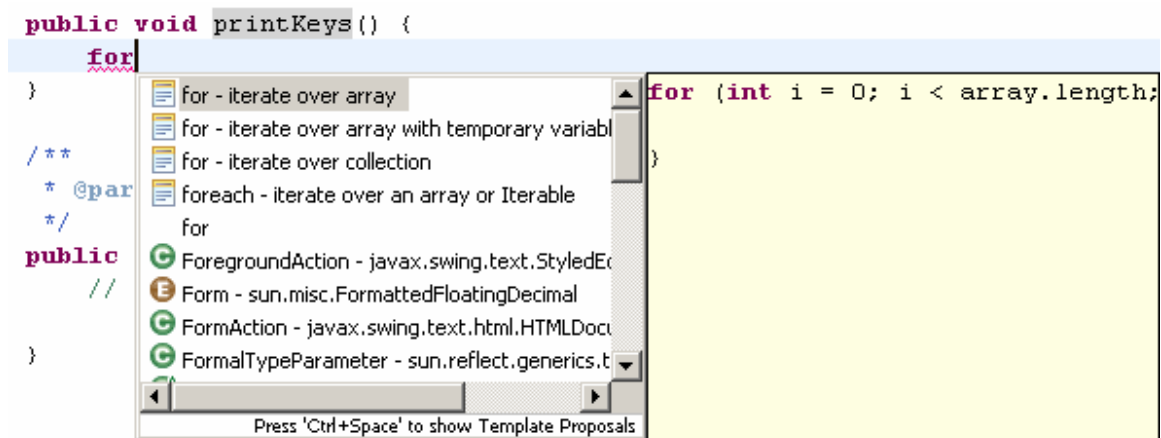 public void printKeys() {
for
}
/**
* @par
*/
public
//
}
for - iterate over array
for - iterate over array with temporary variabl
for - iterate over collection
foreach - iterate over an array or Iterable
for
ForegroundAction - javax.swing.text.StyledEd
Form - sun.misc.FormattedFloatingDecimal
FormAction - javax.swing.text.html.HTMLDocu
FormalTypeParameter - sun.reflect.generics.t
Press 'Ctrl+Space' to show Template Proposals
for (int i = 0; i < array.length;
}